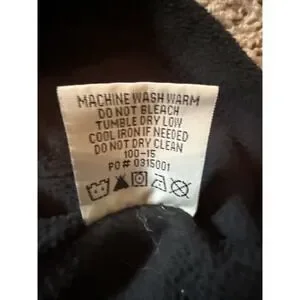 MACHINE WASH WARM
DO NOT BLEACH
TUMBLE DRY LOW
COOL IRON IF NEEDED
DO NOT DRY CLEAN
100-15
PO# 0315001